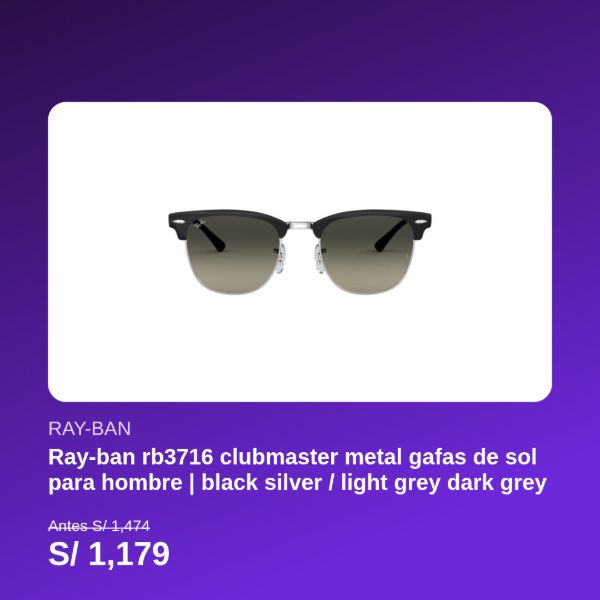 RAY-BAN
Ray-ban rb3716 clubmaster metal gafas de sol
para hombre | black silver / light grey dark grey
Antes S/ 1,474
S/ 1,179